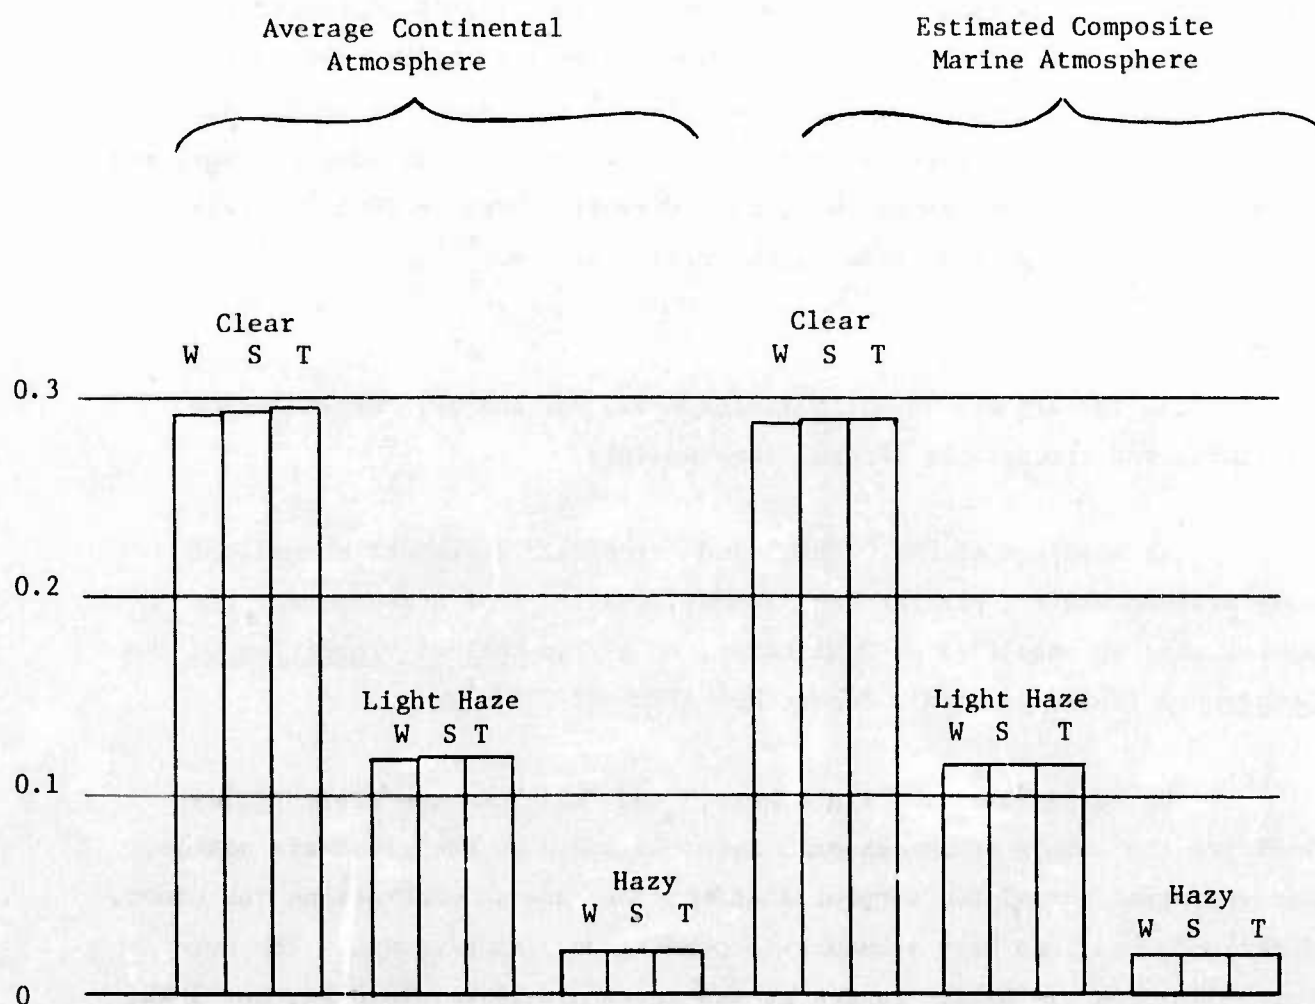 Average Continental
Atmosphere
Estimated Composite
Marine Atmosphere
Clear
W S T
Clear
W S T
0.3
0.2
Light Haze
W S T
Light Haze
W S T
0.1
Hazy
W S T
Hazy
W S T
0